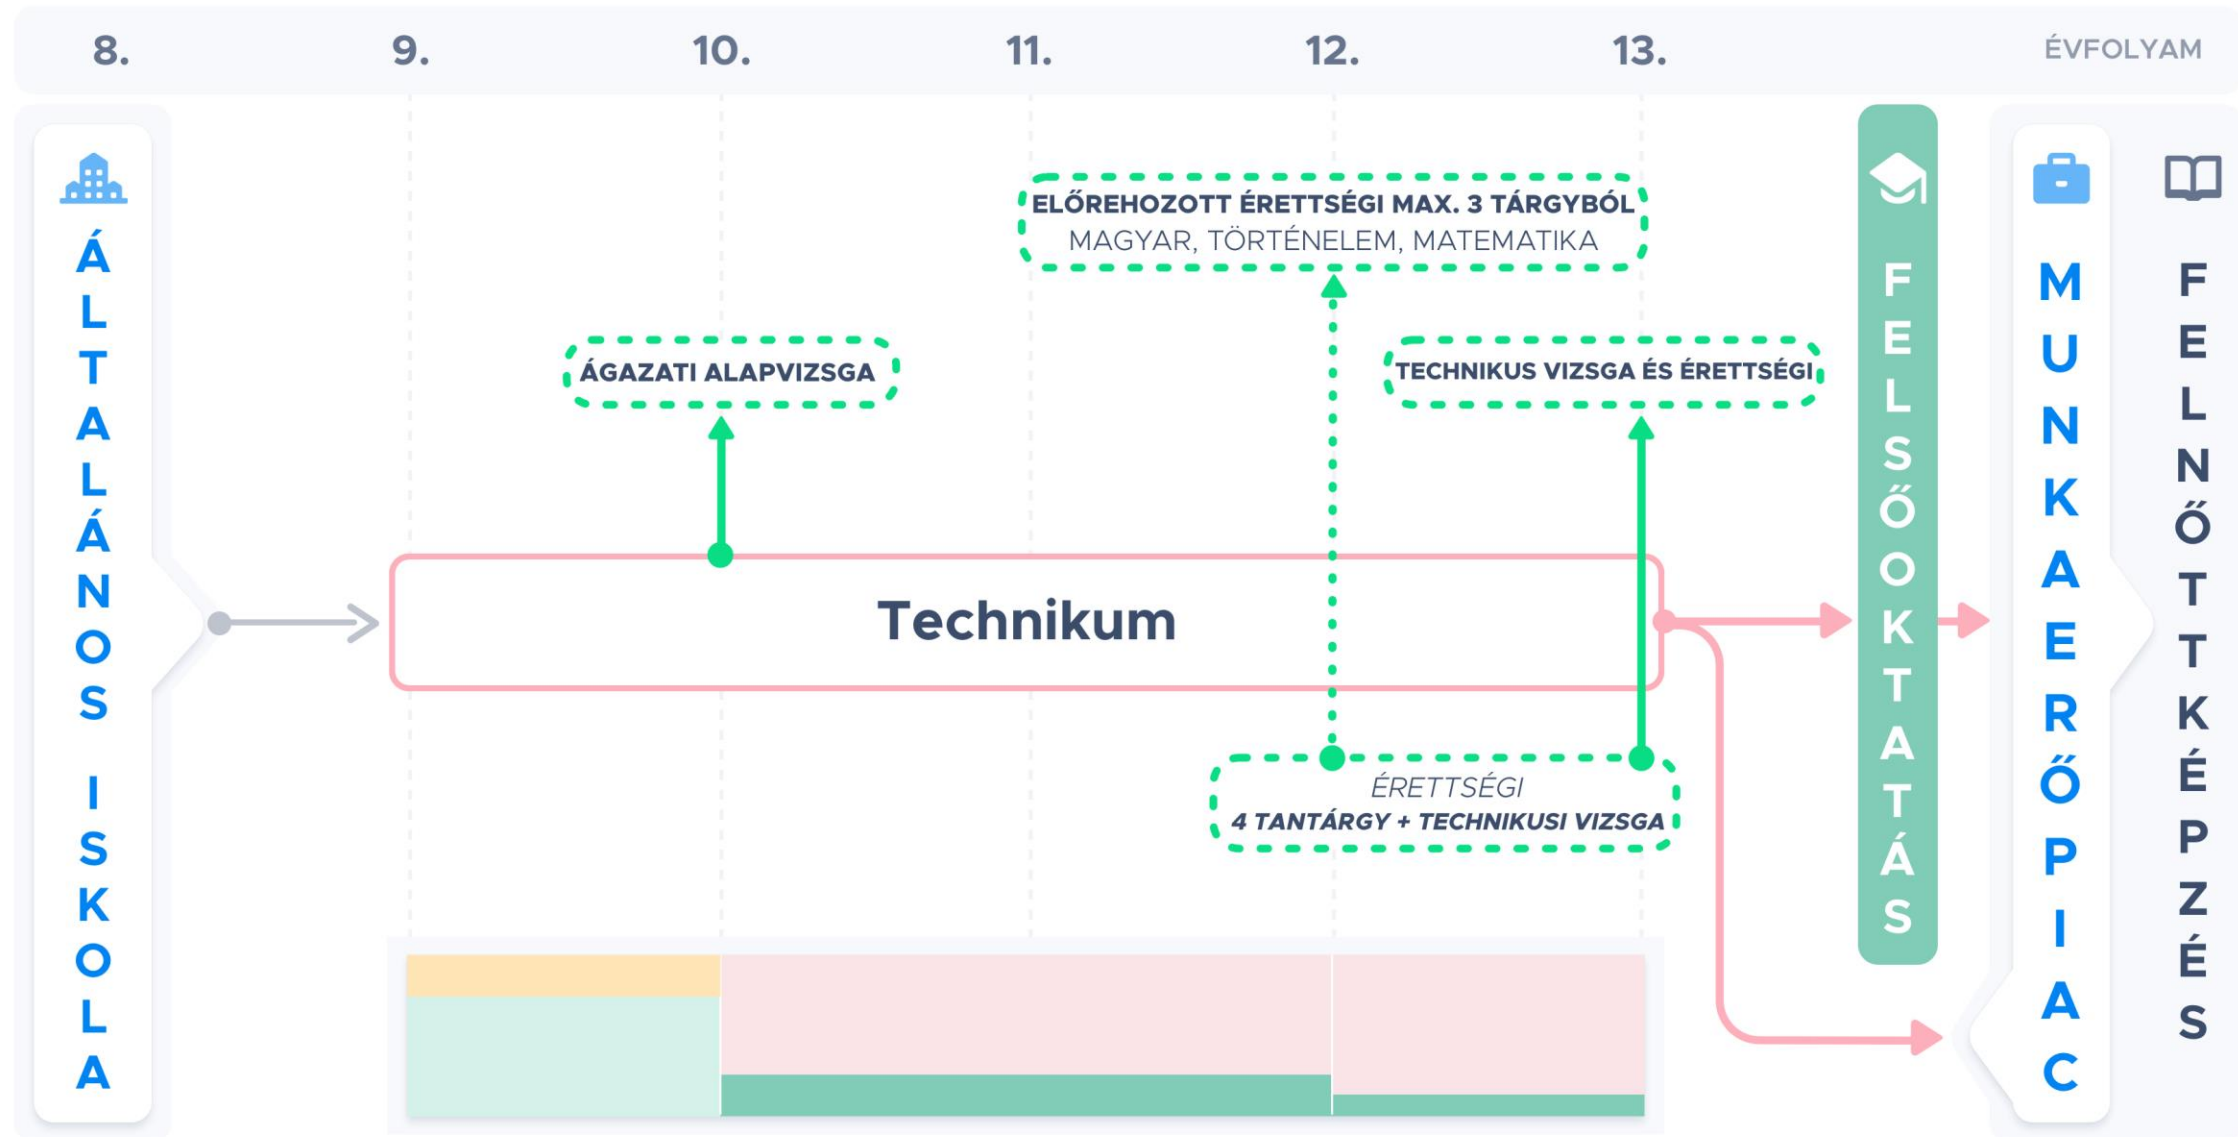 8. 9. 10. 11. 12. 13. ÉVFOLYAM
ÁLTALÁNOS ISKOLA
ELŐREHOZOTT ÉRETTSÉGI MAX. 3 TÁRGYBÓL
MAGYAR, TÖRTÉNELEM, MATEMATIKA
ÁGAZATI ALAPVIZSGA
TECHNIKUS VIZSGA ÉS ÉRETTSÉGI
Technikum
ÉRETTSÉGI
4 TANTÁRGY + TECHNIKUSI VIZSGA
FELSŐOKTATÁS
MUNKAERŐPIAC
FELNŐTTKÉPZÉS